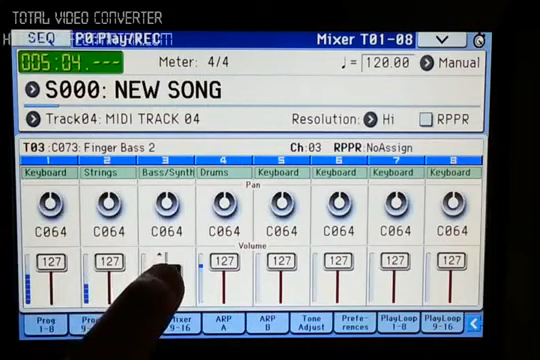 TOTAL VIDEO CONVERTER
SEQ P0:Play/REC Mixer T01-08
005:04.--- Meter: 4/4 ♩= 120.00 Manual
S000: NEW SONG
Track04: MIDI TRACK 04 Resolution: Hi RPPR
T03:C073: Finger Bass 2 Ch:03 RPPR:NoAssign
1 2 3 4 5 6 7 8
Keyboard Strings Bass/Synth Drums Keyboard Keyboard Keyboard Keyboard
Pan
C064 C064 C064 C064 C064 C064 C064 C064
Volume
127 127 127 127 127 127 127
Prog 1-8 Mixer 9-16 ARP A ARP B Tone Adjust Prefe-rences PlayLoop 1-8 PlayLoop 9-16